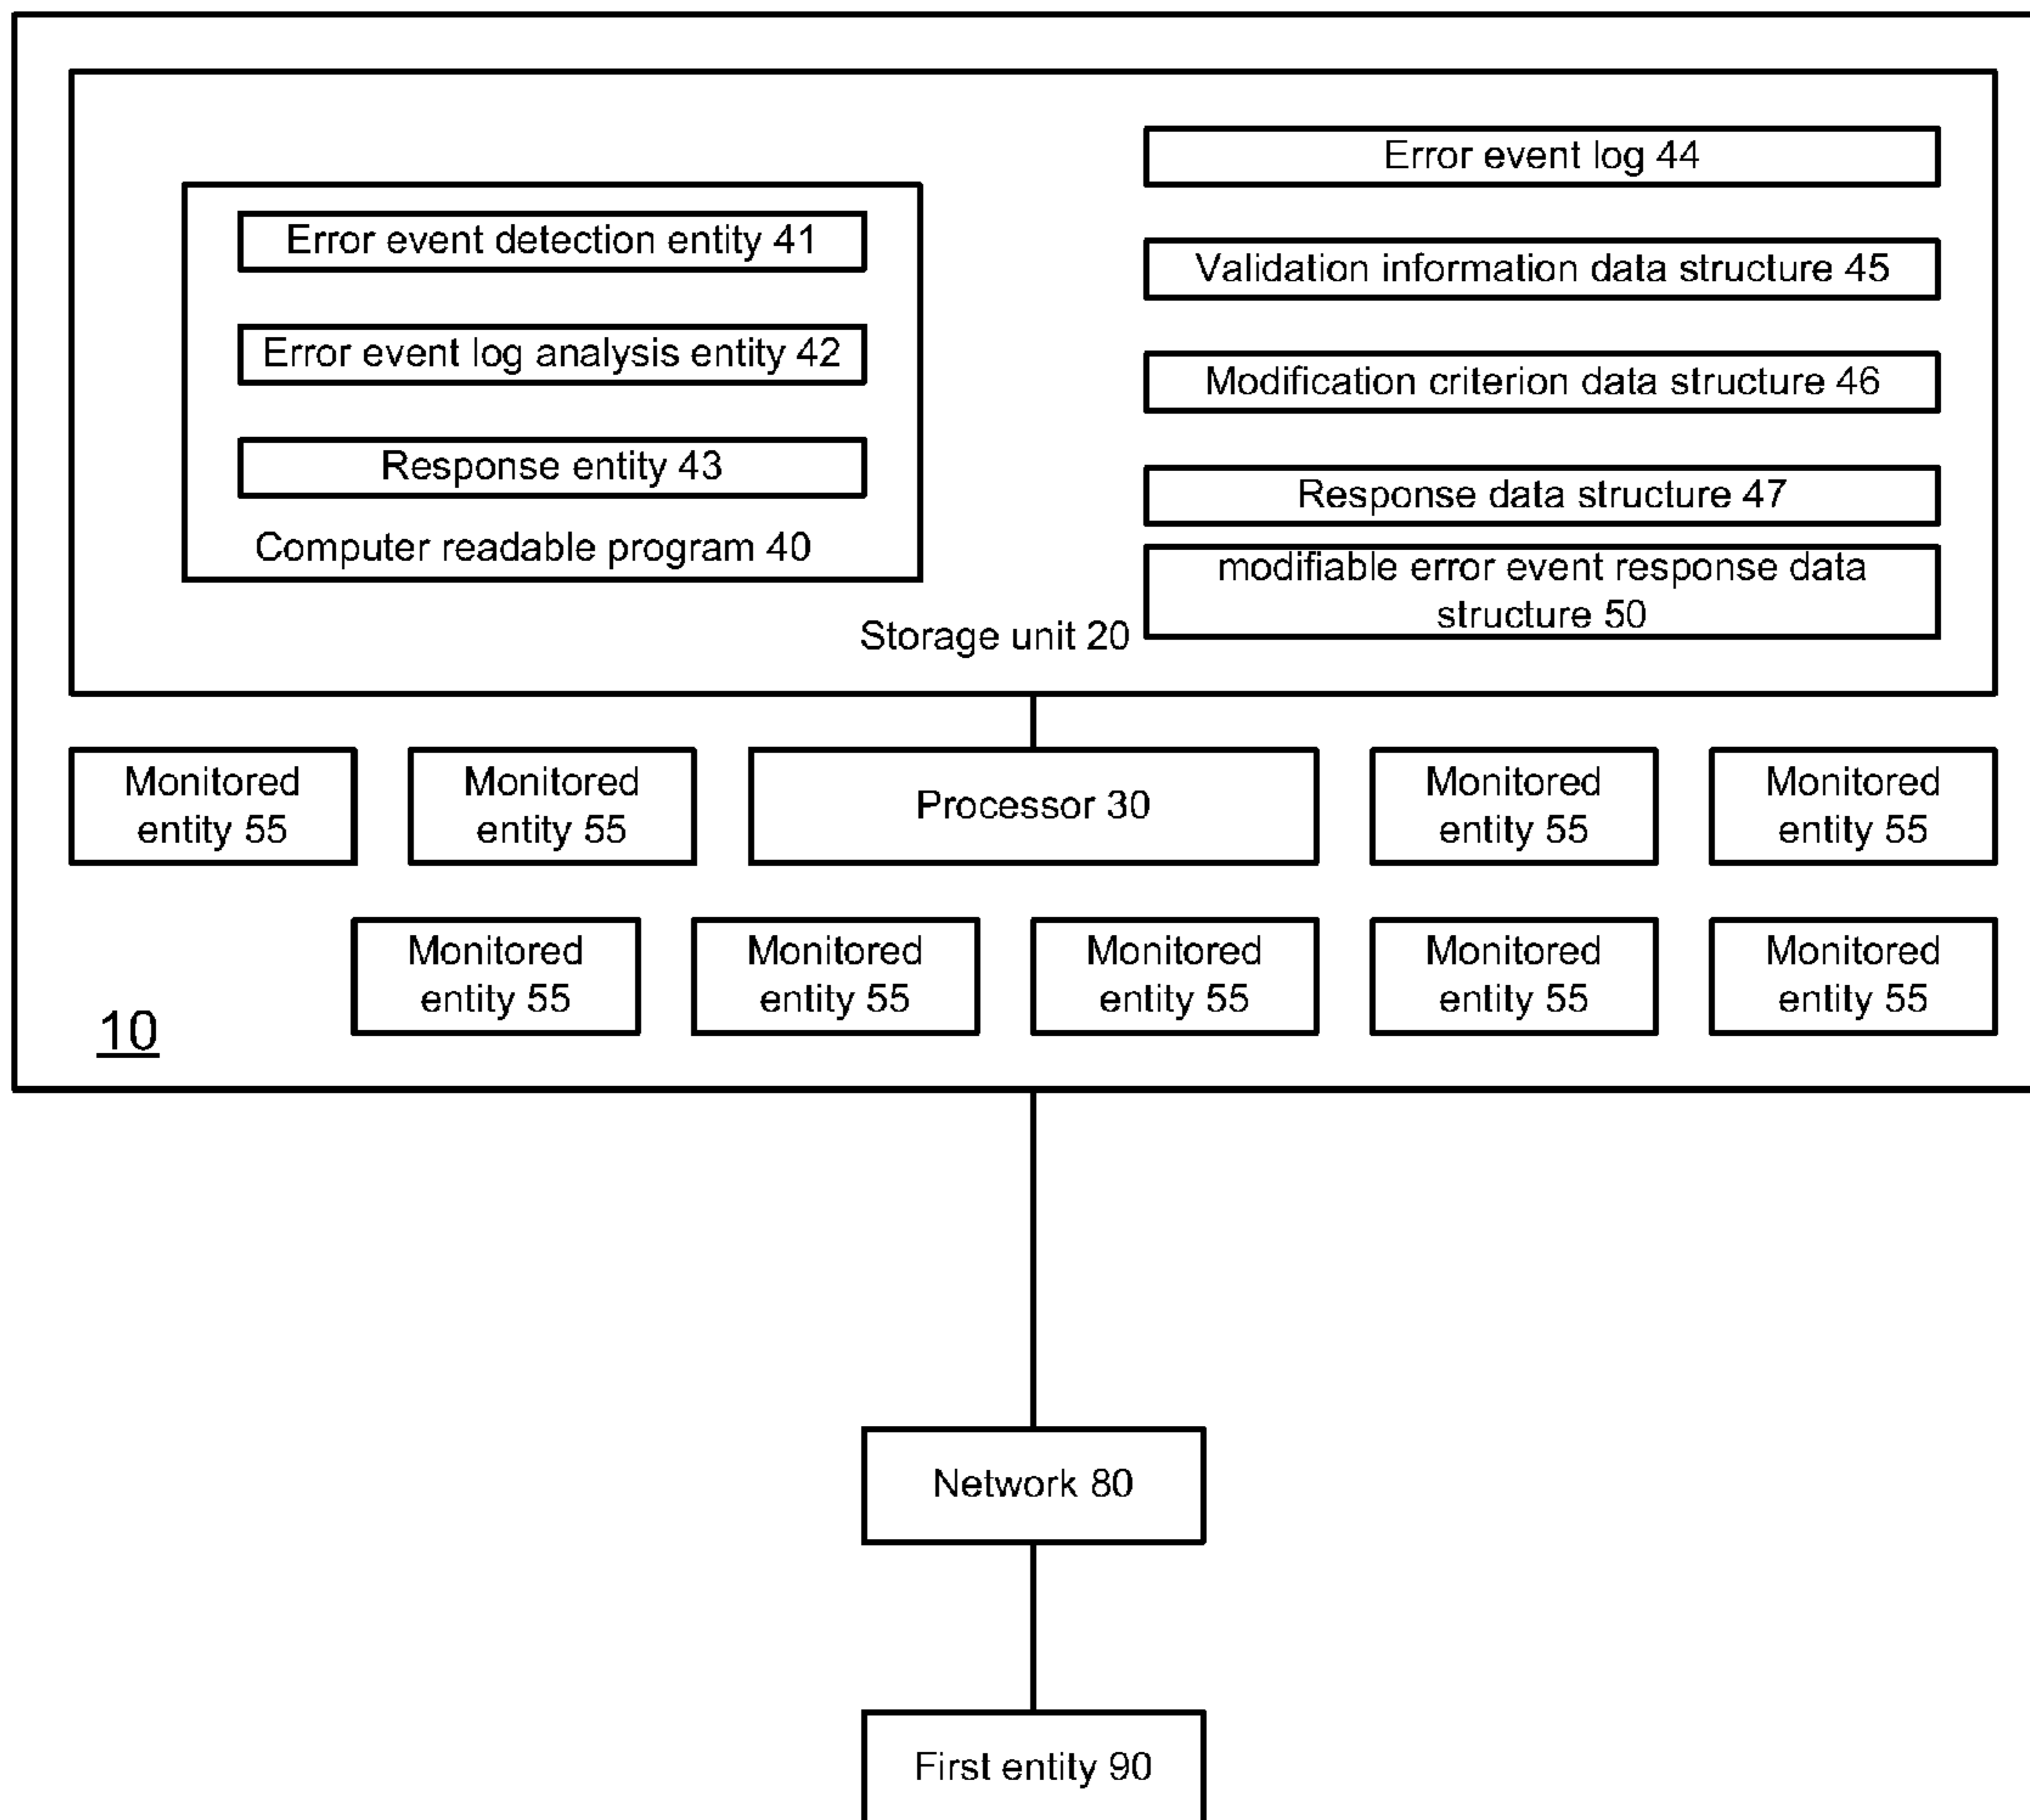 Error event log 44
Error event detection entity 41
Validation information data structure 45
Error event log analysis entity 42
Modification criterion data structure 46
Response entity 43
Response data structure 47
Computer readable program 40
modifiable error event response data
structure 50
Storage unit 20
Monitored
entity 55
Monitored
entity 55
Processor 30
Monitored
entity 55
Monitored
entity 55
Monitored
entity 55
Monitored
entity 55
Monitored
entity 55
Monitored
entity 55
Monitored
entity 55
10
Network 80
First entity 90